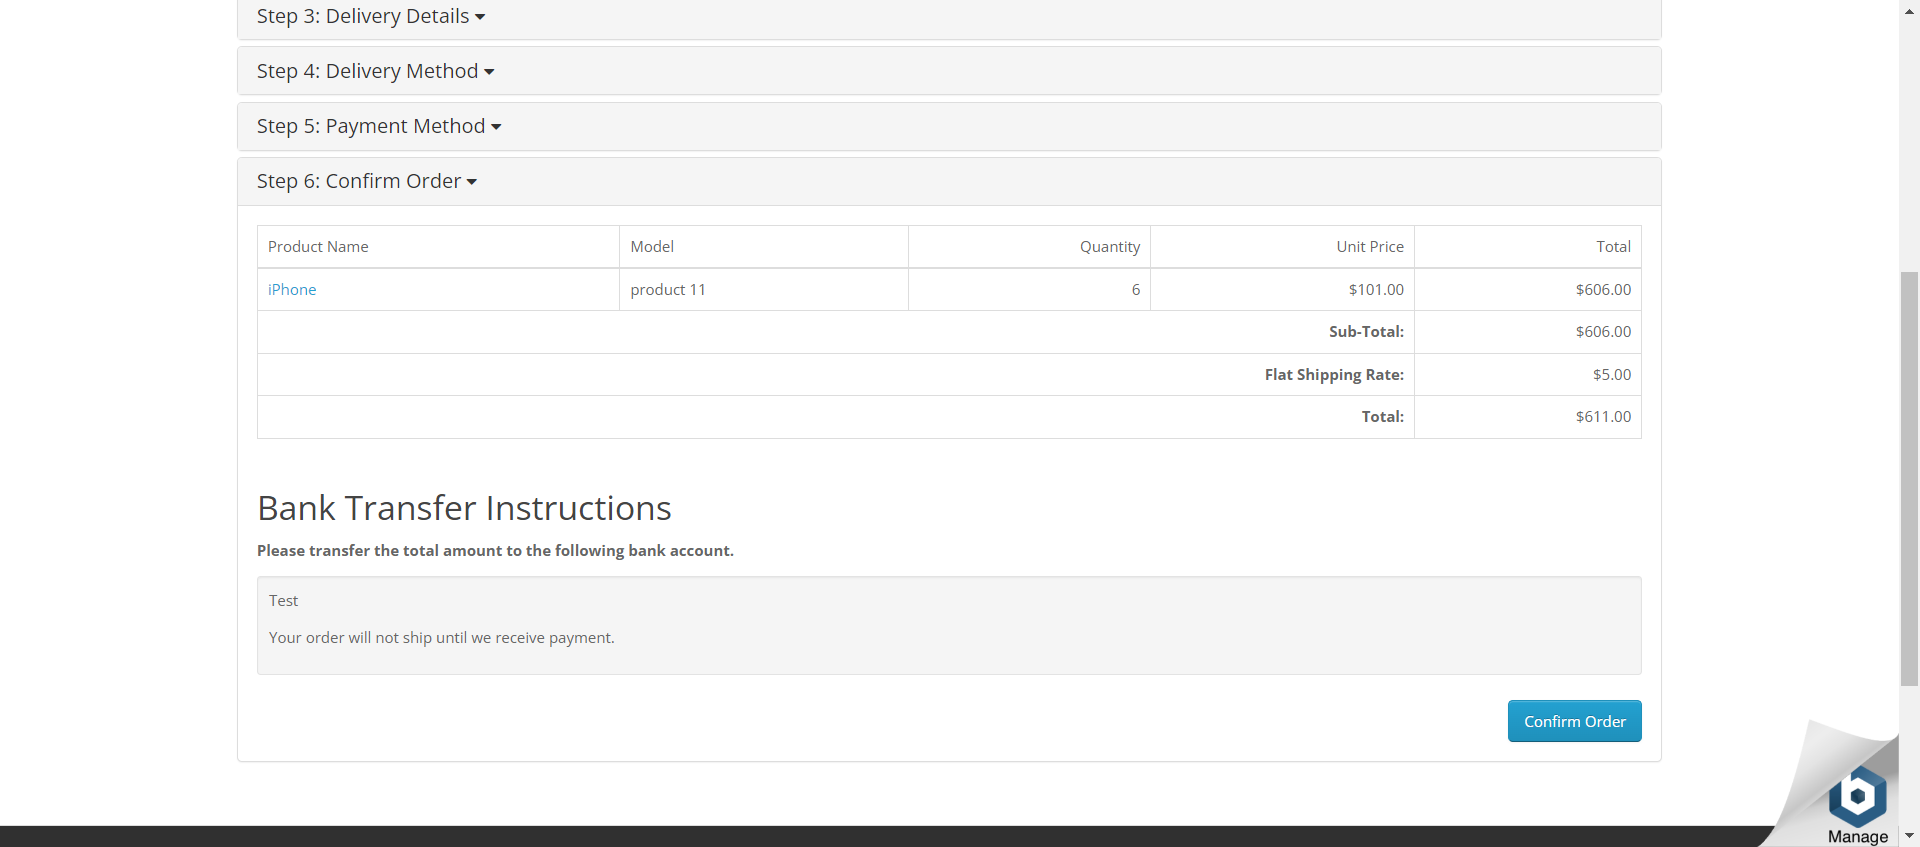 Step 3: Delivery Details
Step 4: Delivery Method
Step 5: Payment Method
Step 6: Confirm Order
Product Name Model Quantity Unit Price Total
iPhone product 11 6 $101.00 $606.00
Sub-Total: $606.00
Flat Shipping Rate: $5.00
Total: $611.00
Bank Transfer Instructions
Please transfer the total amount to the following bank account.
Test
Your order will not ship until we receive payment.
Confirm Order
b
Manage